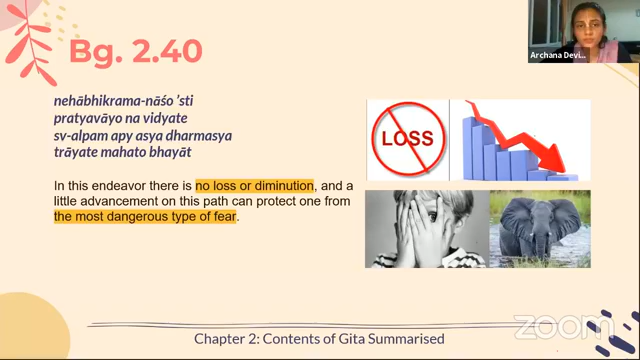 Bg. 2.40
Archana Devi...
nehābhikrama-nāśo ’sti
pratyavāyo na vidyate
sv-alpam apy asya dharmasya
trāyate mahato bhayāt
LOSS
In this endeavor there is no loss or diminution, and a
little advancement on this path can protect one from
the most dangerous type of fear.
zoom
Chapter 2: Contents of Gita Summarised